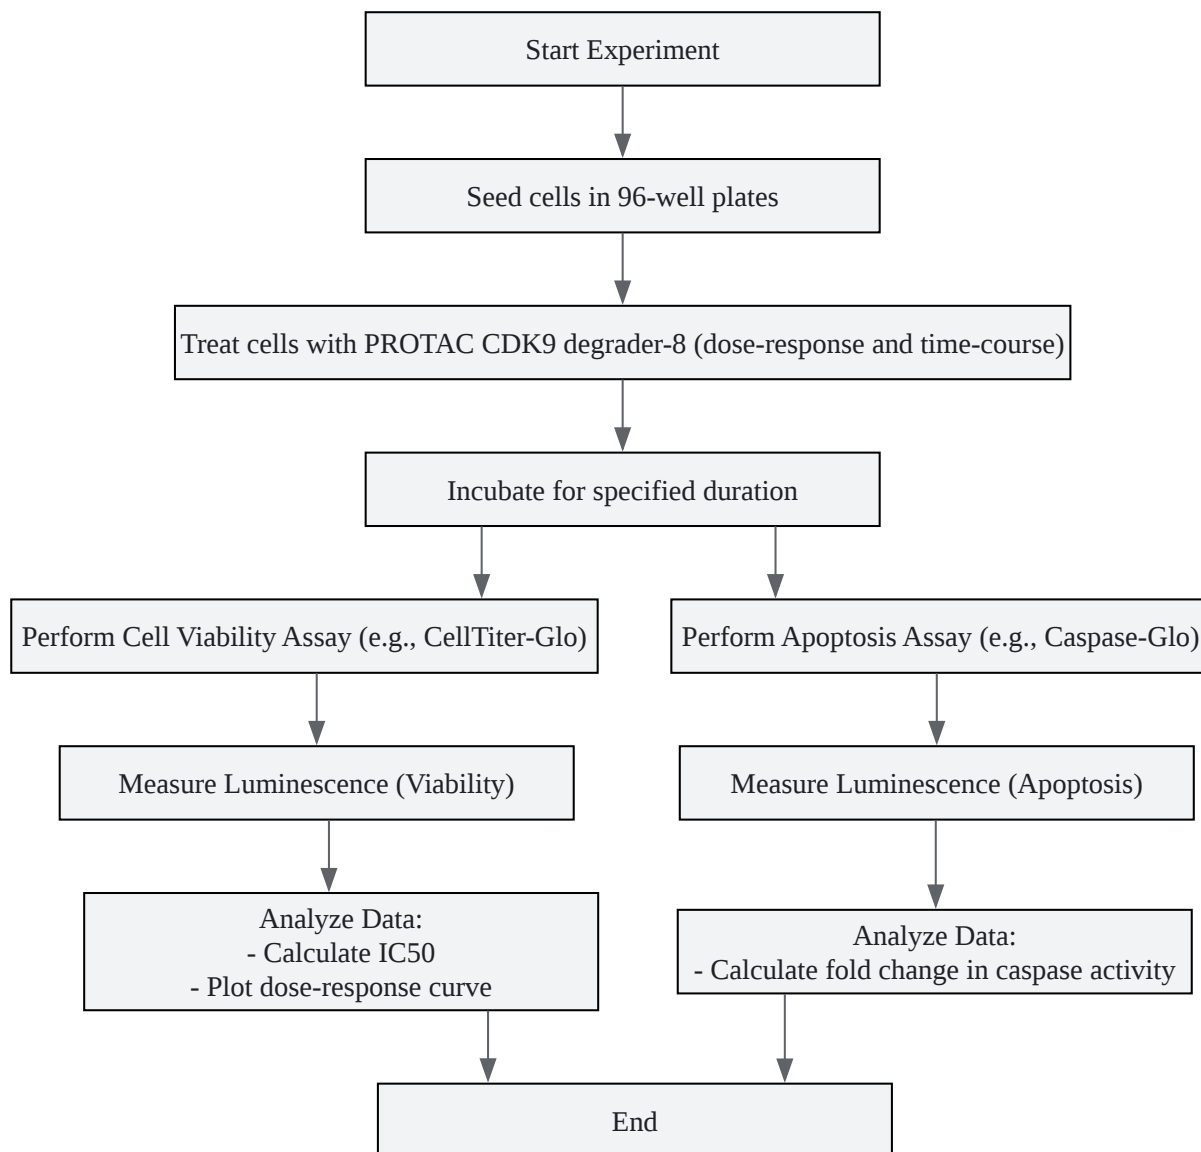 Start Experiment
Seed cells in 96-well plates
Treat cells with PROTAC CDK9 degrader-8 (dose-response and time-course)
Incubate for specified duration
Perform Cell Viability Assay (e.g., CellTiter-Glo)
Perform Apoptosis Assay (e.g., Caspase-Glo)
Measure Luminescence (Viability)
Measure Luminescence (Apoptosis)
Analyze Data:
- Calculate IC50
- Plot dose-response curve
Analyze Data:
- Calculate fold change in caspase activity
End